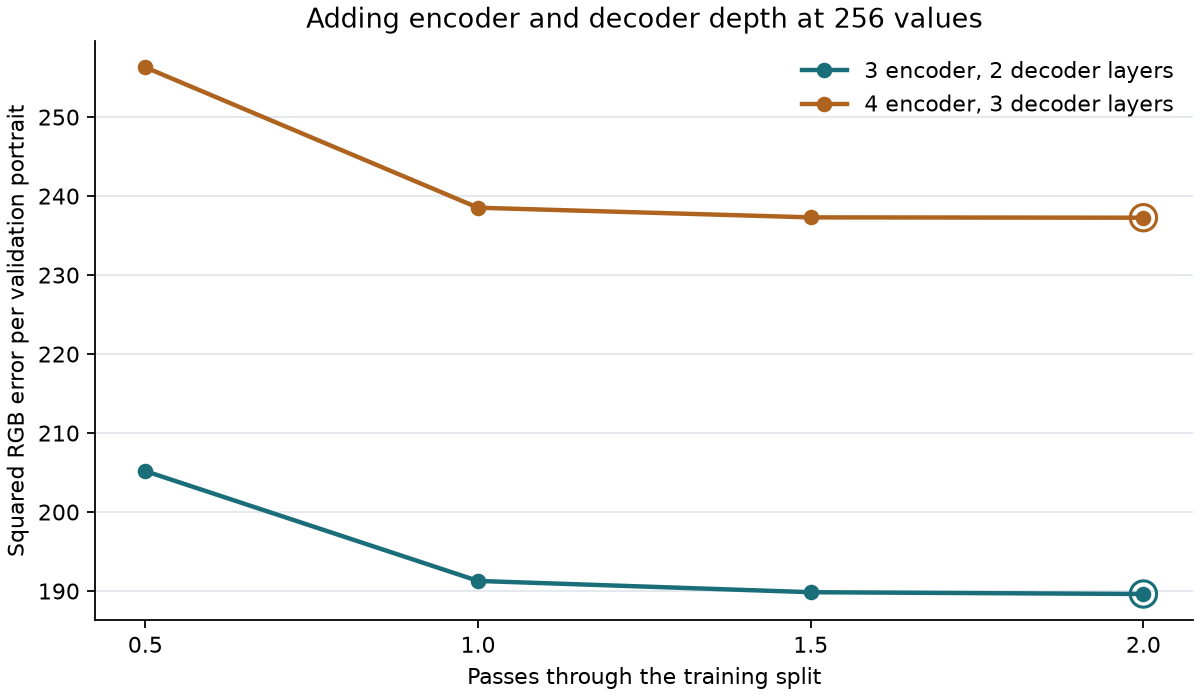 Adding encoder and decoder depth at 256 values
3 encoder, 2 decoder layers
4 encoder, 3 decoder layers
Squared RGB error per validation portrait
250
240
230
220
210
200
190
0.5
1.0
1.5
2.0
Passes through the training split